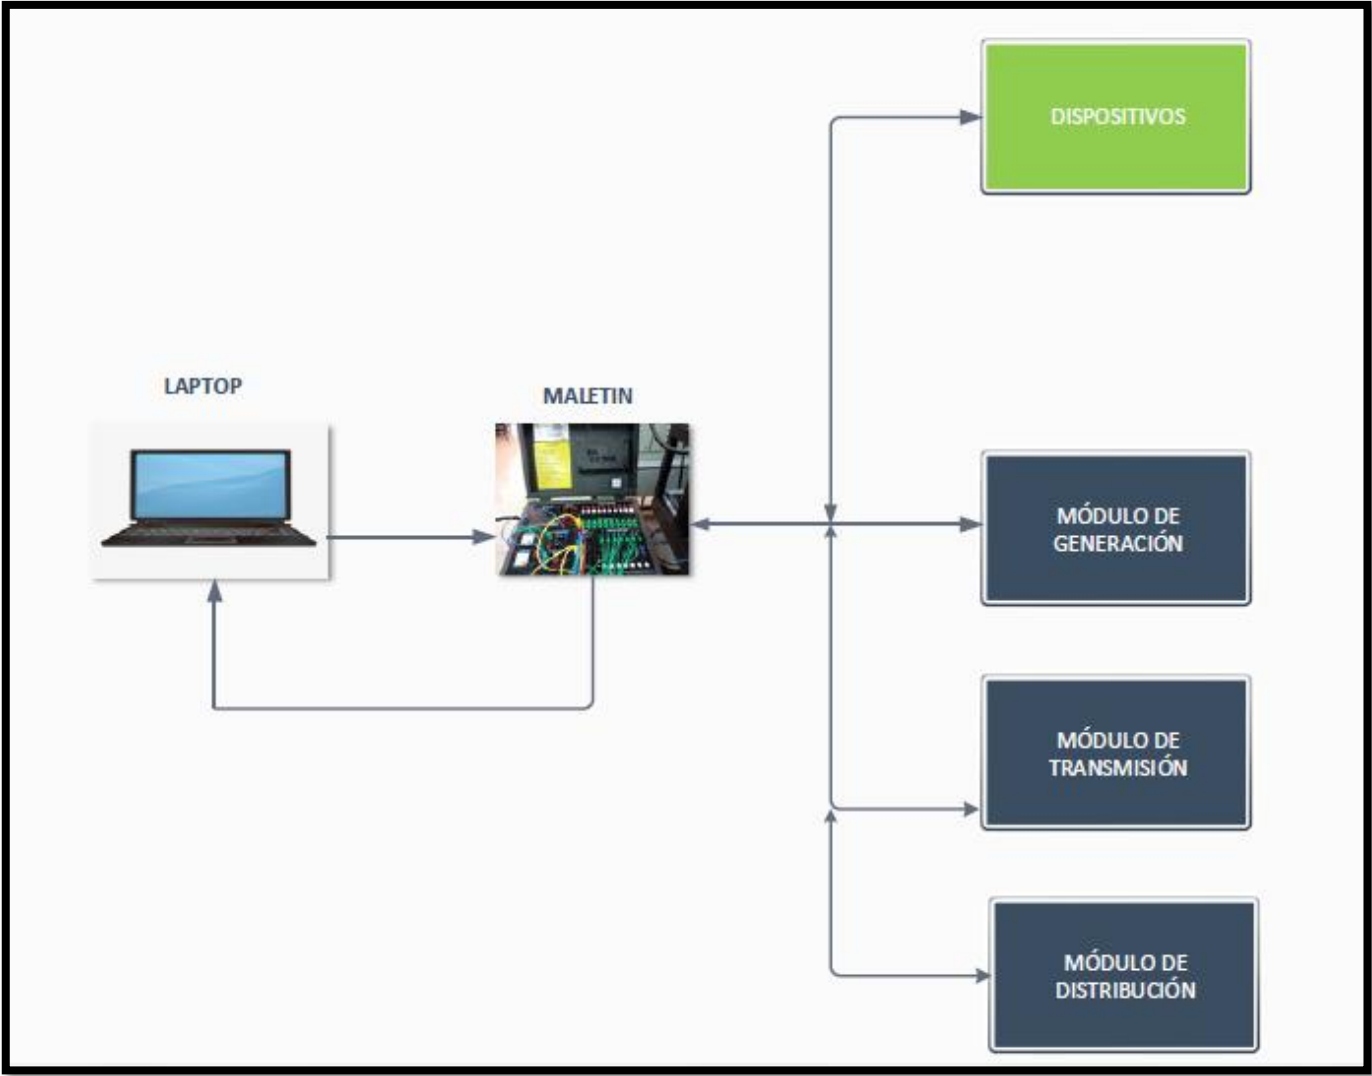 DISPOSITIVOS
LAPTOP
MALETIN
MÓDULO DE
GENERACIÓN
MÓDULO DE
TRANSMISIÓN
MÓDULO DE
DISTRIBUCIÓN